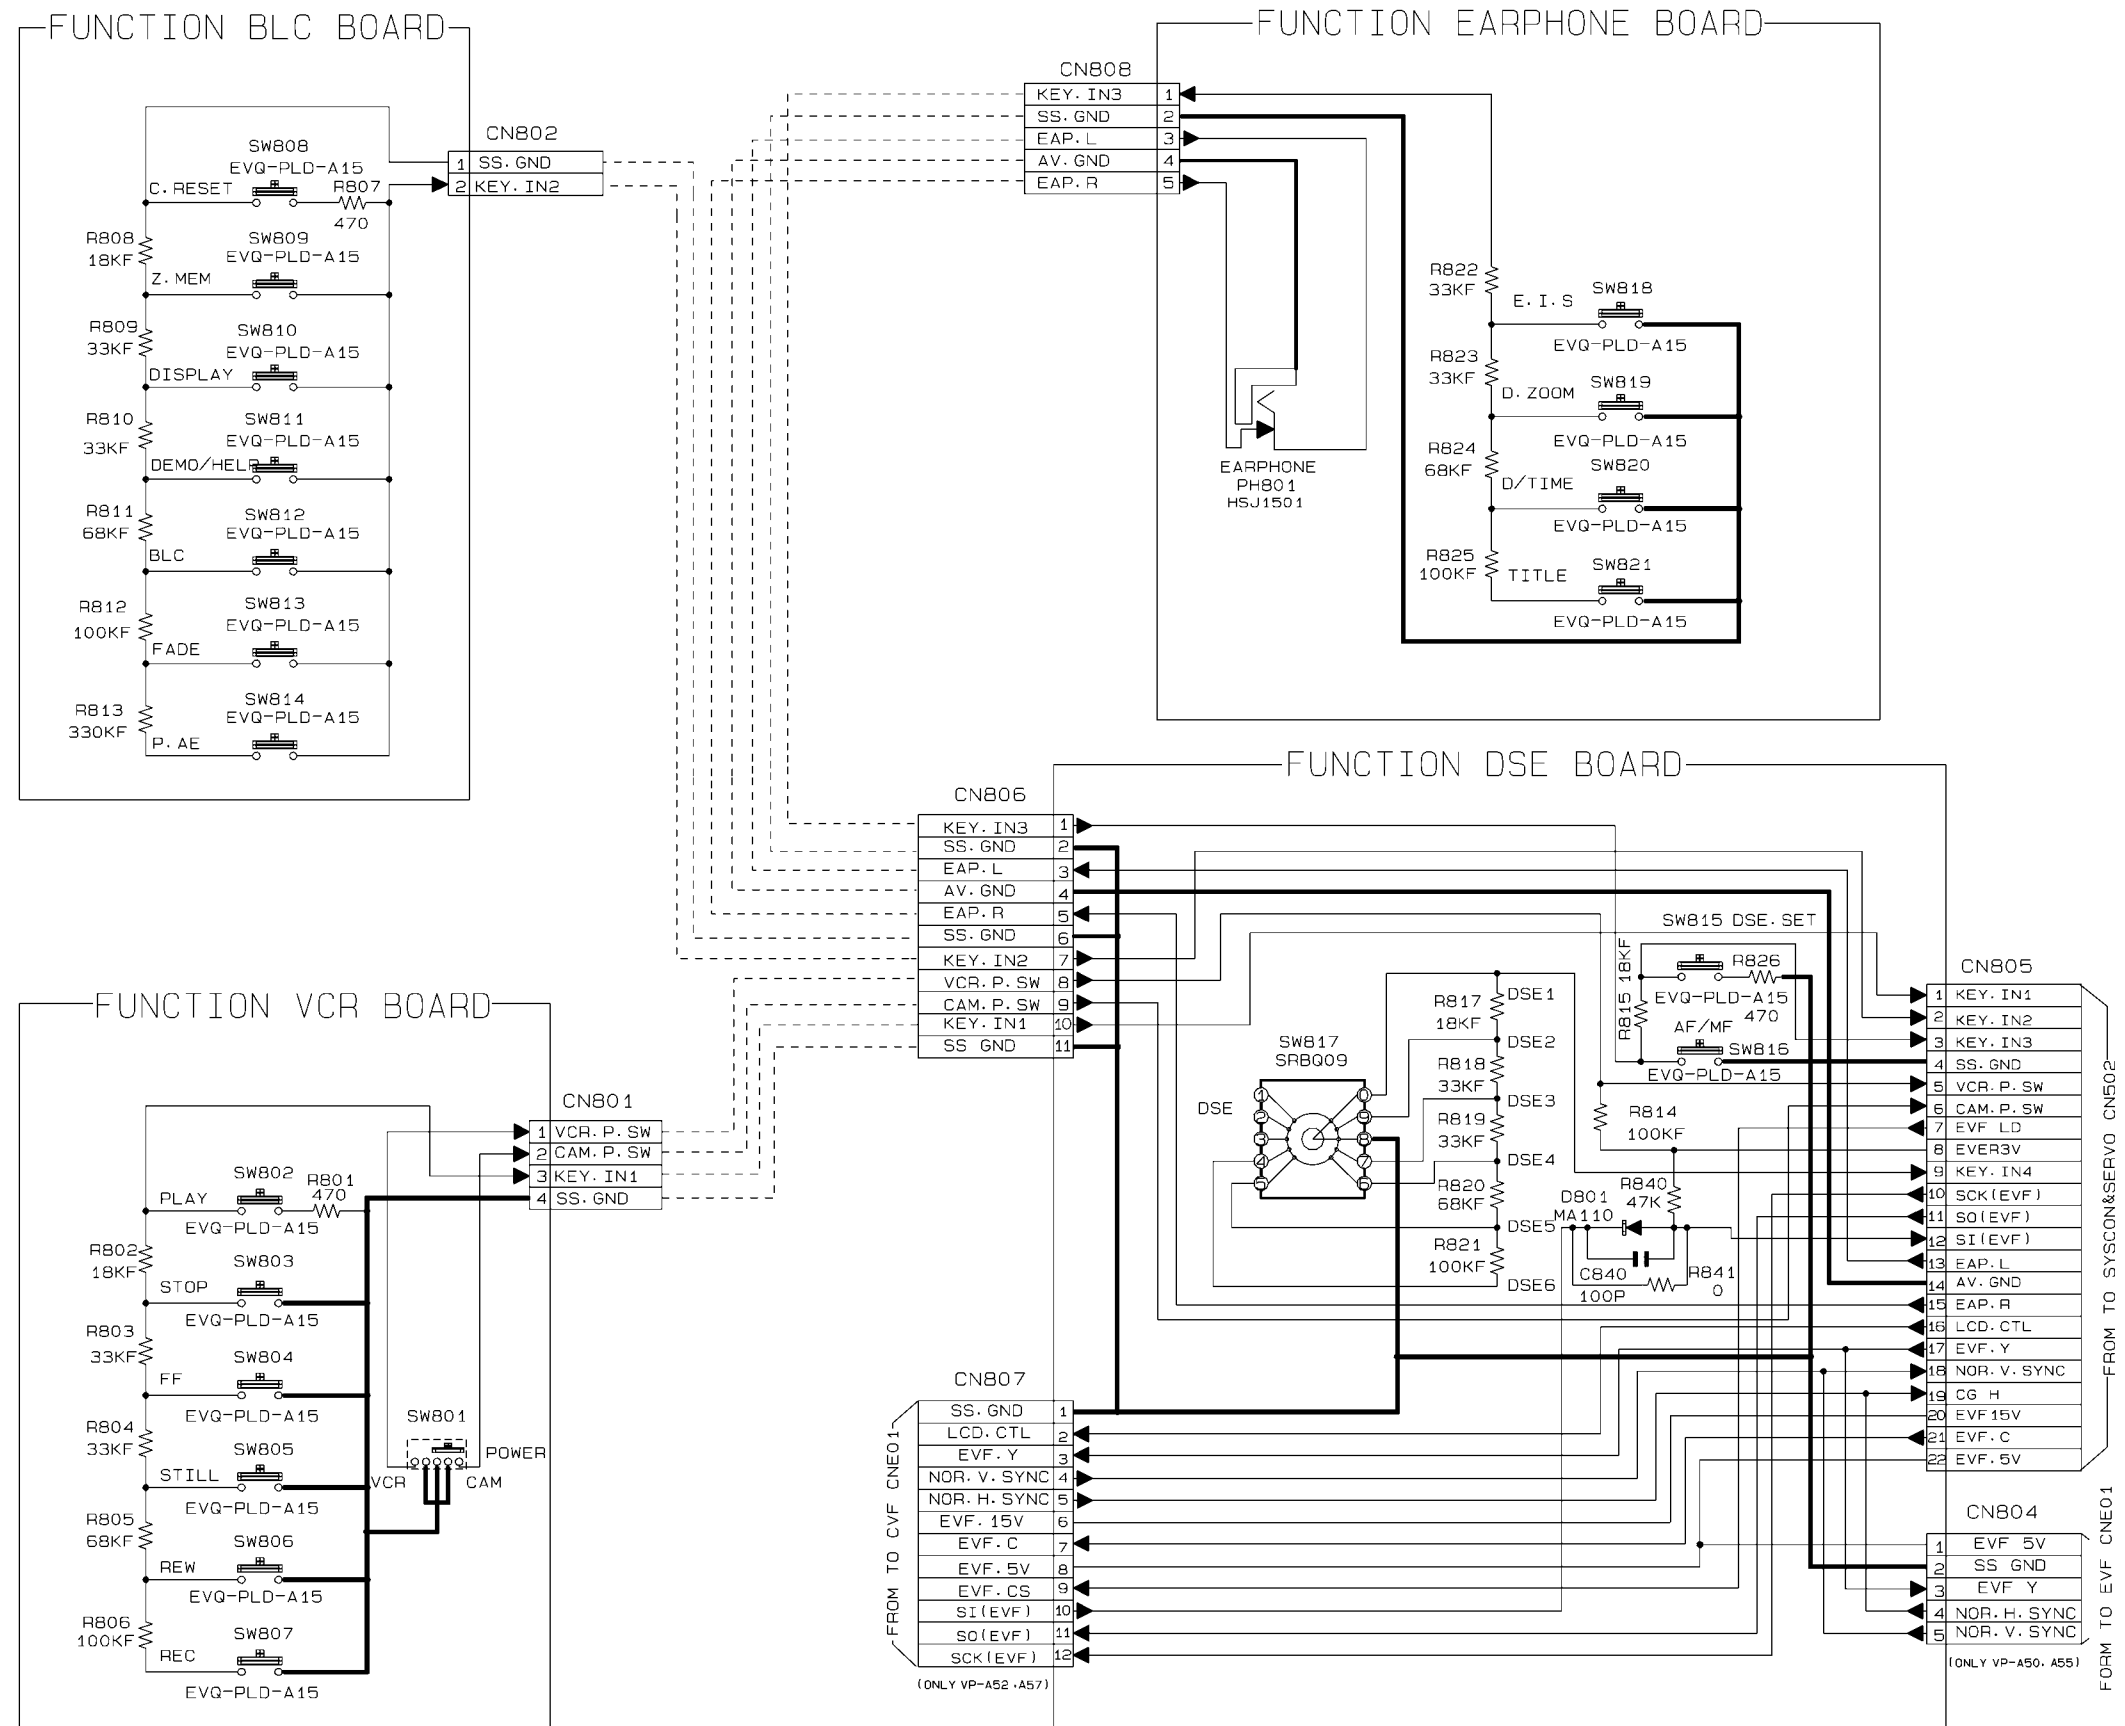 FUNCTION BLC BOARD
CN802
1 SS.GND
2 KEY.IN2
SW808
EVQ-PLD-A15
C.RESET
R807
470
R808
18KF
SW809
EVQ-PLD-A15
Z.MEM
R809
33KF
SW810
EVQ-PLD-A15
DISPLAY
R810
33KF
SW811
EVQ-PLD-A15
DEMO/HELP
R811
68KF
SW812
EVQ-PLD-A15
BLC
R812
100KF
SW813
EVQ-PLD-A15
FADE
R813
330KF
SW814
EVQ-PLD-A15
P.AE
FUNCTION EARPHONE BOARD
CN808
KEY.IN3 1
SS.GND 2
EAP.L 3
AV.GND 4
EAP.R 5
R822
33KF
E.I.S
SW818
EVQ-PLD-A15
R823
33KF
D.ZOOM
SW819
EVQ-PLD-A15
R824
68KF
D/TIME
SW820
EVQ-PLD-A15
R825
100KF
TITLE
SW821
EVQ-PLD-A15
EARPHONE
PH801
HSJ1501
FUNCTION VCR BOARD
CN801
1 VCR.P.SW
2 CAM.P.SW
3 KEY.IN1
4 SS.GND
SW802
R801
470
PLAY
EVQ-PLD-A15
R802
18KF
SW803
STOP
EVQ-PLD-A15
R803
33KF
SW804
FF
EVQ-PLD-A15
R804
33KF
SW805
STILL
EVQ-PLD-A15
R805
68KF
SW806
REW
EVQ-PLD-A15
R806
100KF
SW807
REC
EVQ-PLD-A15
SW801
POWER
VCR
CAM
FUNCTION DSE BOARD
CN806
KEY.IN3 1
SS.GND 2
EAP.L 3
AV.GND 4
EAP.R 5
SS.GND 6
KEY.IN2 7
VCR.P.SW 8
CAM.P.SW 9
KEY.IN1 10
SS GND 11
SW815 DSE.SET
R826
EVQ-PLD-A15
470
R815 18KF
AF/MF
SW816
EVQ-PLD-A15
R814
100KF
SW817
SRBQ09
DSE
1
2
3
4
5
0
9
8
7
6
R817
18KF
DSE1
DSE2
R818
33KF
DSE3
R819
33KF
DSE4
R820
68KF
DSE5
R821
100KF
DSE6
D801
MA110
R840
47K
C840
100P
R841
0
CN805
1 KEY.IN1
2 KEY.IN2
3 KEY.IN3
4 SS.GND
5 VCR.P.SW
6 CAM.P.SW
7 EVF LD
8 EVER3V
9 KEY.IN4
10 SCK(EVF)
11 SO(EVF)
12 SI(EVF)
13 EAP.L
14 AV.GND
15 EAP.R
16 LCD.CTL
17 EVF.Y
18 NOR.V.SYNC
19 CG H
20 EVF15V
21 EVF.C
22 EVF.5V
FROM TO SYSCON&SERVO CN502
CN807
SS.GND 1
LCD.CTL 2
EVF.Y 3
NOR.V.SYNC 4
NOR.H.SYNC 5
EVF.15V 6
EVF.C 7
EVF.5V 8
EVF.CS 9
SI(EVF) 10
SO(EVF) 11
SCK(EVF) 12
(ONLY VP-A52.A57)
FROM TO CVF CNE01
CN804
1 EVF 5V
2 SS GND
3 EVF Y
4 NOR.H.SYNC
5 NOR.V.SYNC
(ONLY VP-A50.A55)
FORM TO EVF CNE01